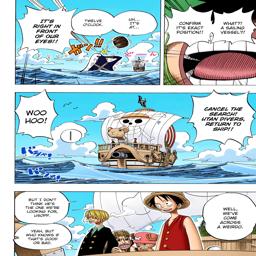 WHAT?!
A
SAILING
VESSEL?!
CONFIRM
IT'S EXACT
POSITION!!
UM...
IT'S
AT...
TWELVE
O'CLOCK.
IT'S
RIGHT IN
FRONT OF
OUR
EYES!!
CANCEL THE
SEARCH!
UTAN DIVERS,
RETURN TO
SHIP!!
WOO
HOO!
WELL,
WE'VE
COME
ACROSS
A WEIRDO.
BUT I DON'T
THINK HE'S
THE ONE
WE'RE
LOOKING FOR,
USOPP.
YEAH, BUT
WHO KNOWS IF
THAT'S GOOD
OR BAD.